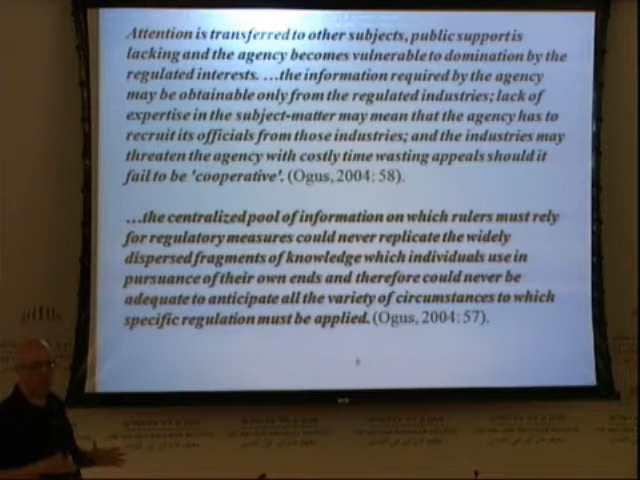 Attention is transferred to other subjects, public support is
lacking and the agency becomes vulnerable to domination by the
regulated interests. …the information required by the agency
may be obtainable only from the regulated industries; lack of
expertise in the subject-matter may mean that the agency has to
recruit its officials from those industries; and the industries may
threaten the agency with costly time wasting appeals should it
fail to be 'cooperative'. (Ogus, 2004: 58).
…the centralized pool of information on which rulers must rely
for regulatory measures could never replicate the widely
dispersed fragments of knowledge which individuals use in
pursuance of their own ends and therefore could never be
adequate to anticipate all the variety of circumstances to which
specific regulation must be applied. (Ogus, 2004: 57).